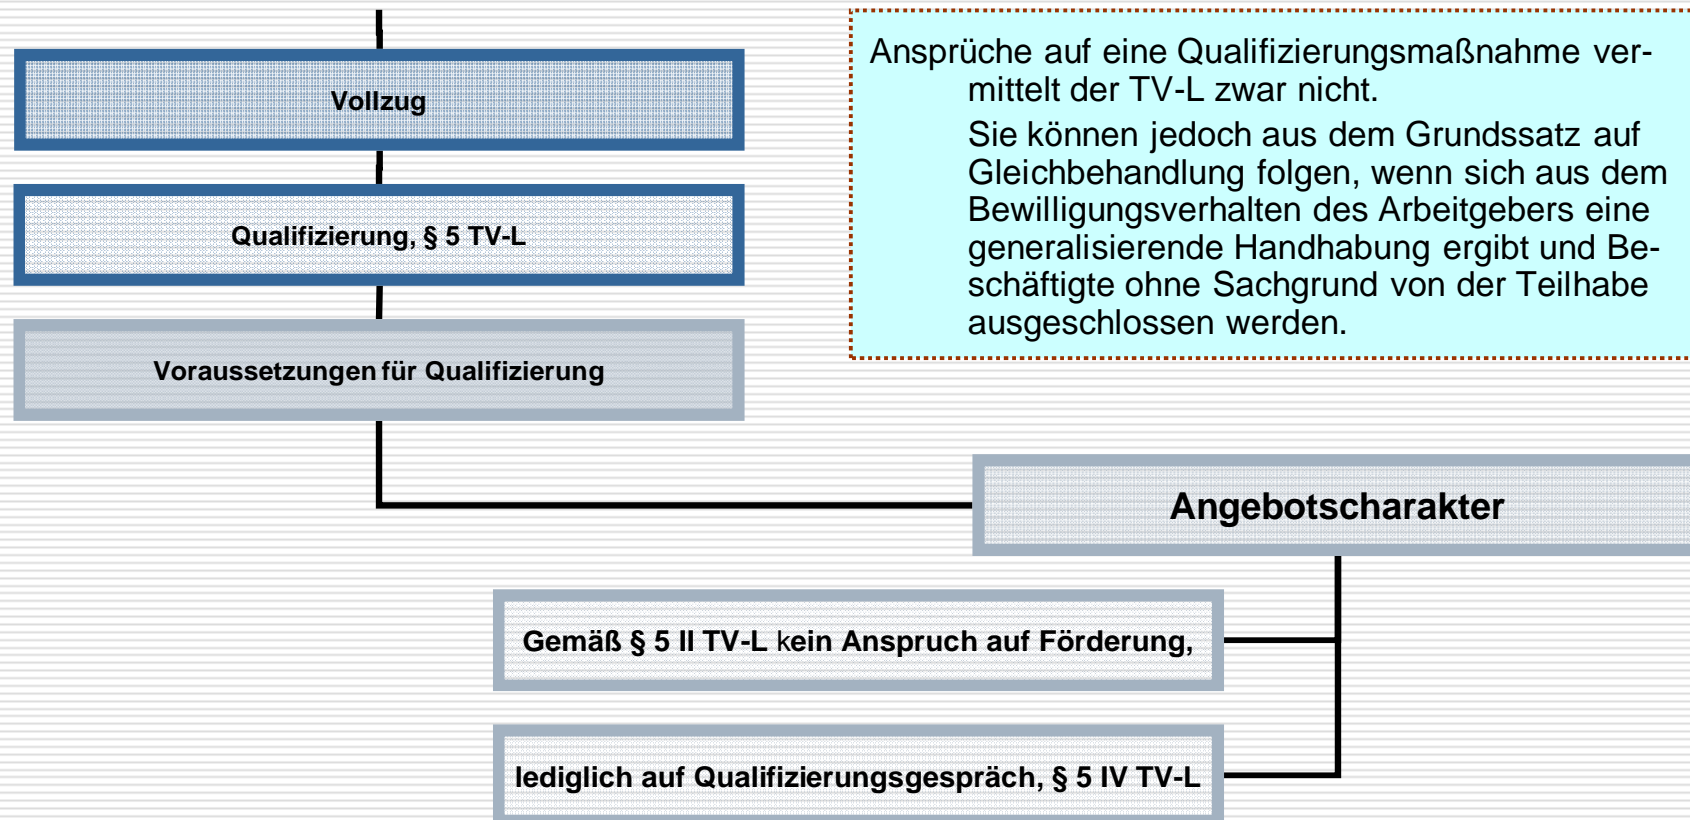 Vollzug
Qualifizierung, § 5 TV-L
Voraussetzungen für Qualifizierung
Ansprüche auf eine Qualifizierungsmaßnahme ver-
mittelt der TV-L zwar nicht.
Sie können jedoch aus dem Grundssatz auf
Gleichbehandlung folgen, wenn sich aus dem
Bewilligungsverhalten des Arbeitgebers eine
generalisierende Handhabung ergibt und Be-
schäftigte ohne Sachgrund von der Teilhabe
ausgeschlossen werden.
Angebotscharakter
Gemäß § 5 II TV-L kein Anspruch auf Förderung,
lediglich auf Qualifizierungsgespräch, § 5 IV TV-L